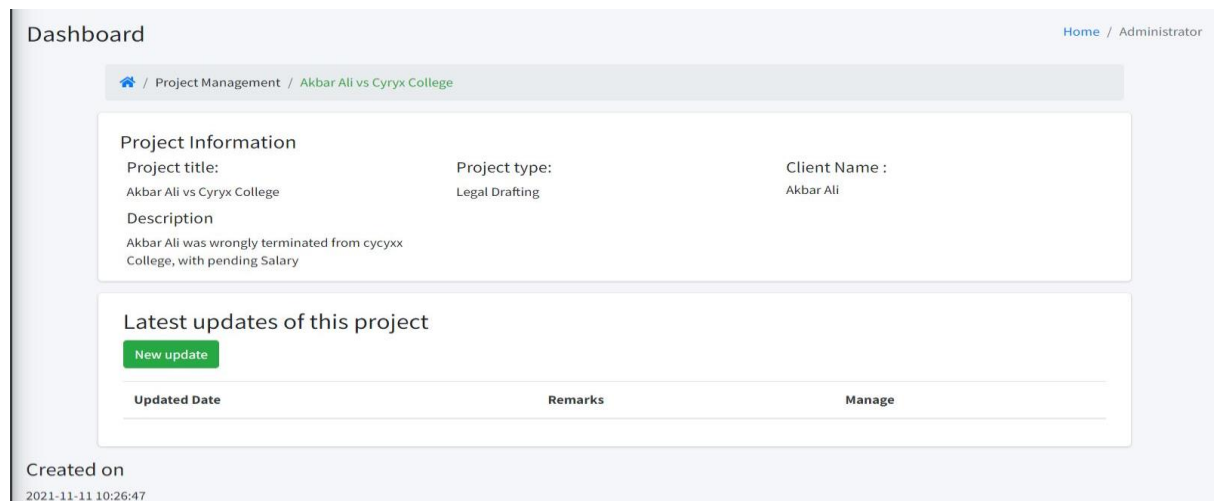 Dashboard
Home / Administrator
/ Project Management / Akbar Ali vs Cyryx College
Project Information
Project title:
Project type:
Client Name :
Akbar Ali vs Cyryx College
Legal Drafting
Akbar Ali
Description
Akbar Ali was wrongly terminated from cycyxx
College, with pending Salary
Latest updates of this project
New update
Updated Date
Remarks
Manage
Created on
2021-11-11 10:26:47